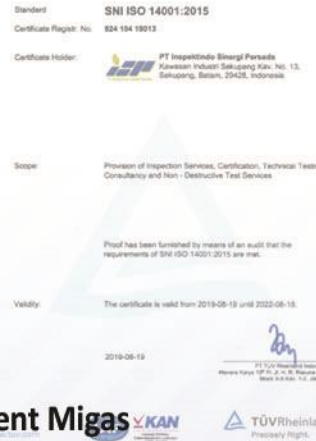 Standard
SNI ISO 14001:2015
Certificate Registr. No.
824 104 19013
Certificate Holder:
PT Inspektindo Sinergi Persada
Kawasan Industri Sekupang Kav. No. 13,
Sekupang, Batam, 29428, Indonesia
Scope:
Provision of Inspection Services, Certification, Technical Tests
Consultancy and Non - Destructive Test Services
Proof has been furnished by means of an audit that the
requirements of SNI ISO 14001:2015 are met.
Validity:
The certificate is valid from 2019-08-19 until 2022-08-18.
2019-08-19
ent Migas
KAN
TÜVRheinla
Precisely Right.